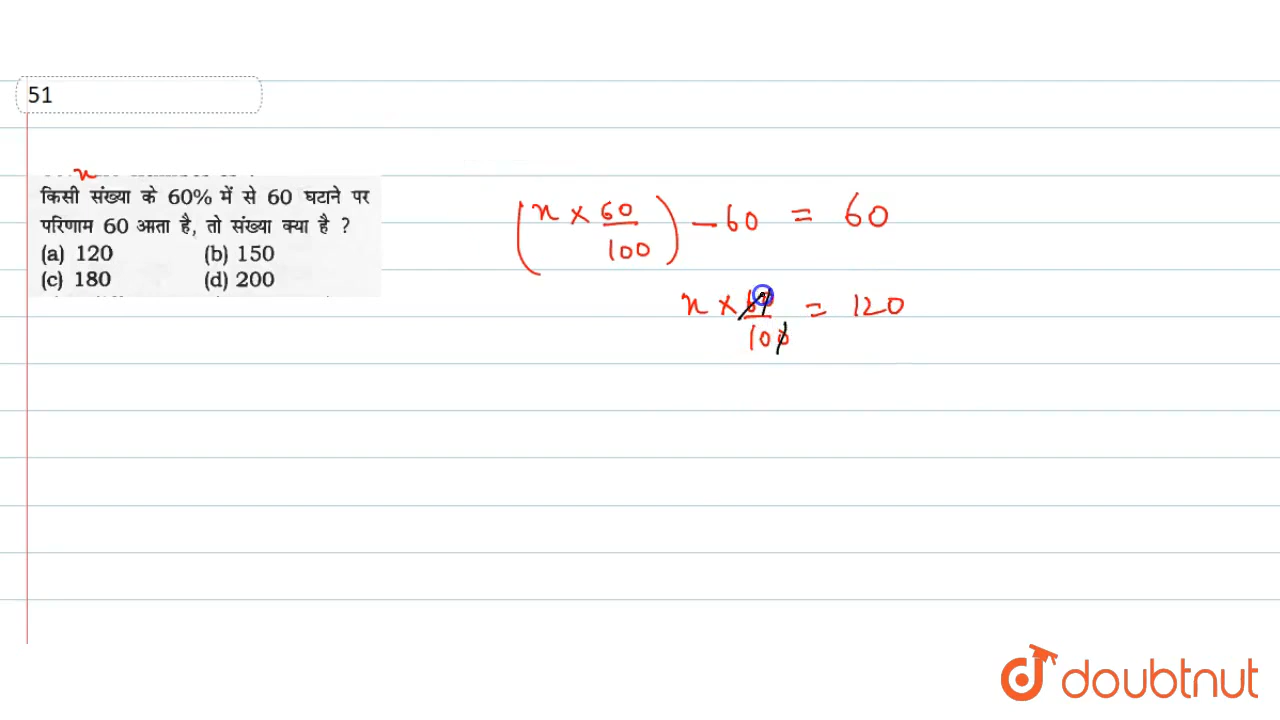 51
x
किसी संख्या के 60% में से 60 घटाने पर
परिणाम 60 आता है, तो संख्या क्या है ?
(a) 120 (b) 150
(c) 180 (d) 200
(x × 60/100) - 60 = 60
x × 60/100 = 120
doubtnut